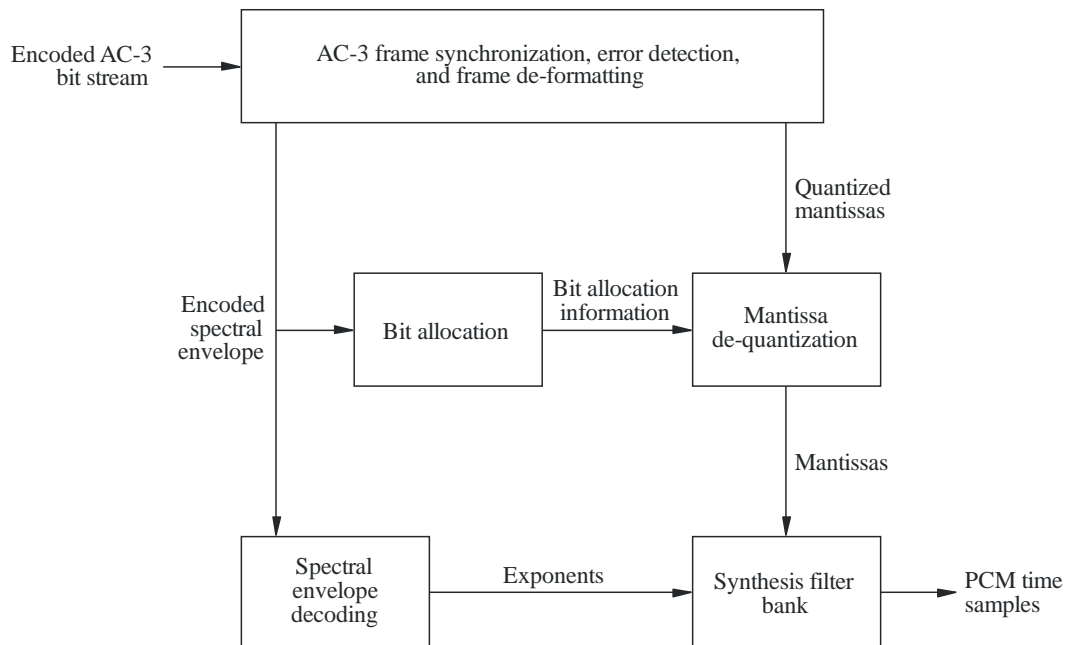 Encoded AC-3
bit stream
AC-3 frame synchronization, error detection,
and frame de-formatting
Quantized
mantissas
Encoded
spectral
envelope
Bit allocation
Bit allocation
information
Mantissa
de-quantization
Mantissas
Spectral
envelope
decoding
Exponents
Synthesis filter
bank
PCM time
samples